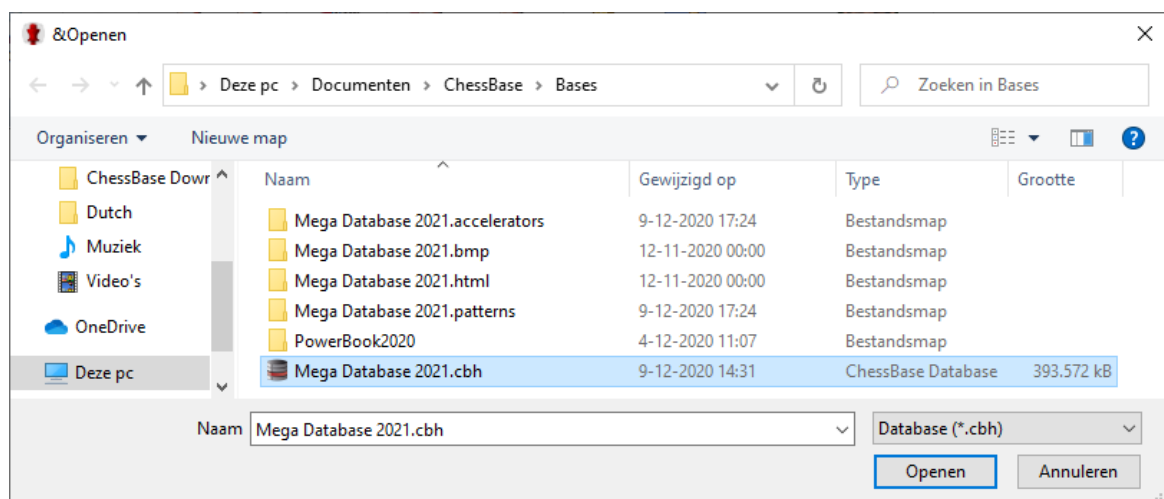 &Openen
Deze pc > Documenten > ChessBase > Bases
Zoeken in Bases
Organiseren
Nieuwe map
ChessBase Dowr
Dutch
Muziek
Video's
OneDrive
Deze pc
Naam Gewijzigd op Type Grootte
Mega Database 2021.accelerators 9-12-2020 17:24 Bestandsmap
Mega Database 2021.bmp 12-11-2020 00:00 Bestandsmap
Mega Database 2021.html 12-11-2020 00:00 Bestandsmap
Mega Database 2021.patterns 9-12-2020 17:24 Bestandsmap
PowerBook2020 4-12-2020 11:07 Bestandsmap
Mega Database 2021.cbh 9-12-2020 14:31 ChessBase Database 393.572 kB
Naam Mega Database 2021.cbh Database (*.cbh)
Openen Annuleren